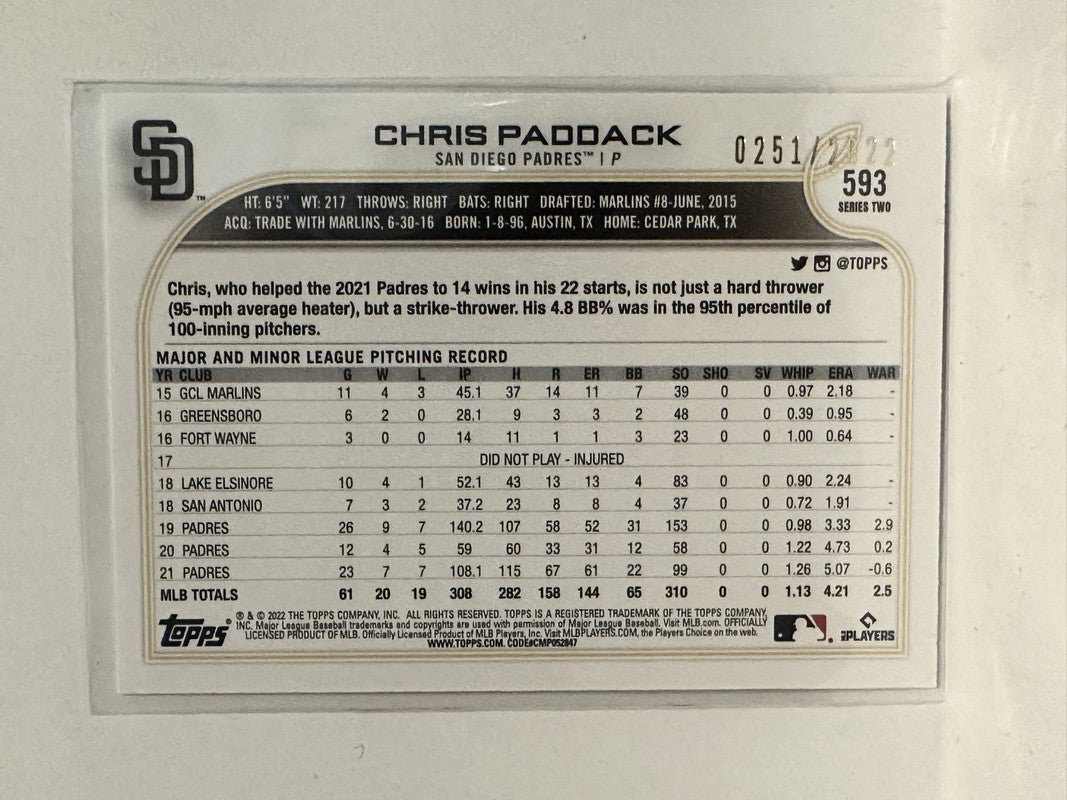 SD™
CHRIS PADDACK
SAN DIEGO PADRES™ | P
0251/2022
593
SERIES TWO
HT: 6'5" WT: 217 THROWS: RIGHT BATS: RIGHT DRAFTED: MARLINS #8-JUNE, 2015
ACQ: TRADE WITH MARLINS, 6-30-16 BORN: 1-8-96, AUSTIN, TX HOME: CEDAR PARK, TX
@TOPPS
Chris, who helped the 2021 Padres to 14 wins in his 22 starts, is not just a hard thrower
(95-mph average heater), but a strike-thrower. His 4.8 BB% was in the 95th percentile of
100-inning pitchers.
MAJOR AND MINOR LEAGUE PITCHING RECORD
YR CLUB G W L IP H R ER BB SO SHO SV WHIP ERA WAR
15 GCL MARLINS 11 4 3 45.1 37 14 11 7 39 0 0 0.97 2.18 -
16 GREENSBORO 6 2 0 28.1 9 3 3 2 48 0 0 0.39 0.95 -
16 FORT WAYNE 3 0 0 14 11 1 1 3 23 0 0 1.00 0.64 -
17 DID NOT PLAY - INJURED
18 LAKE ELSINORE 10 4 1 52.1 43 13 13 4 83 0 0 0.90 2.24 -
18 SAN ANTONIO 7 3 2 37.2 23 8 8 4 37 0 0 0.72 1.91 -
19 PADRES 26 9 7 140.2 107 58 52 31 153 0 0 0.98 3.33 2.9
20 PADRES 12 4 5 59 60 33 31 12 58 0 0 1.22 4.73 0.2
21 PADRES 23 7 7 108.1 115 67 61 22 99 0 0 1.26 5.07 -0.6
MLB TOTALS 61 20 19 308 282 158 144 65 310 0 0 1.13 4.21 2.5
topps®
® & © 2022 THE TOPPS COMPANY, INC. ALL RIGHTS RESERVED. TOPPS IS A REGISTERED TRADEMARK OF THE TOPPS COMPANY,
INC. Major League Baseball trademarks and copyrights are used with permission of Major League Baseball. Visit MLB.com. OFFICIALLY
LICENSED PRODUCT OF MLB. Officially Licensed Product of MLB Players, Inc. Visit MLBPLAYERS.COM, the Players Choice on the web.
WWW.TOPPS.COM. CODE#CMP052847
PLAYERS